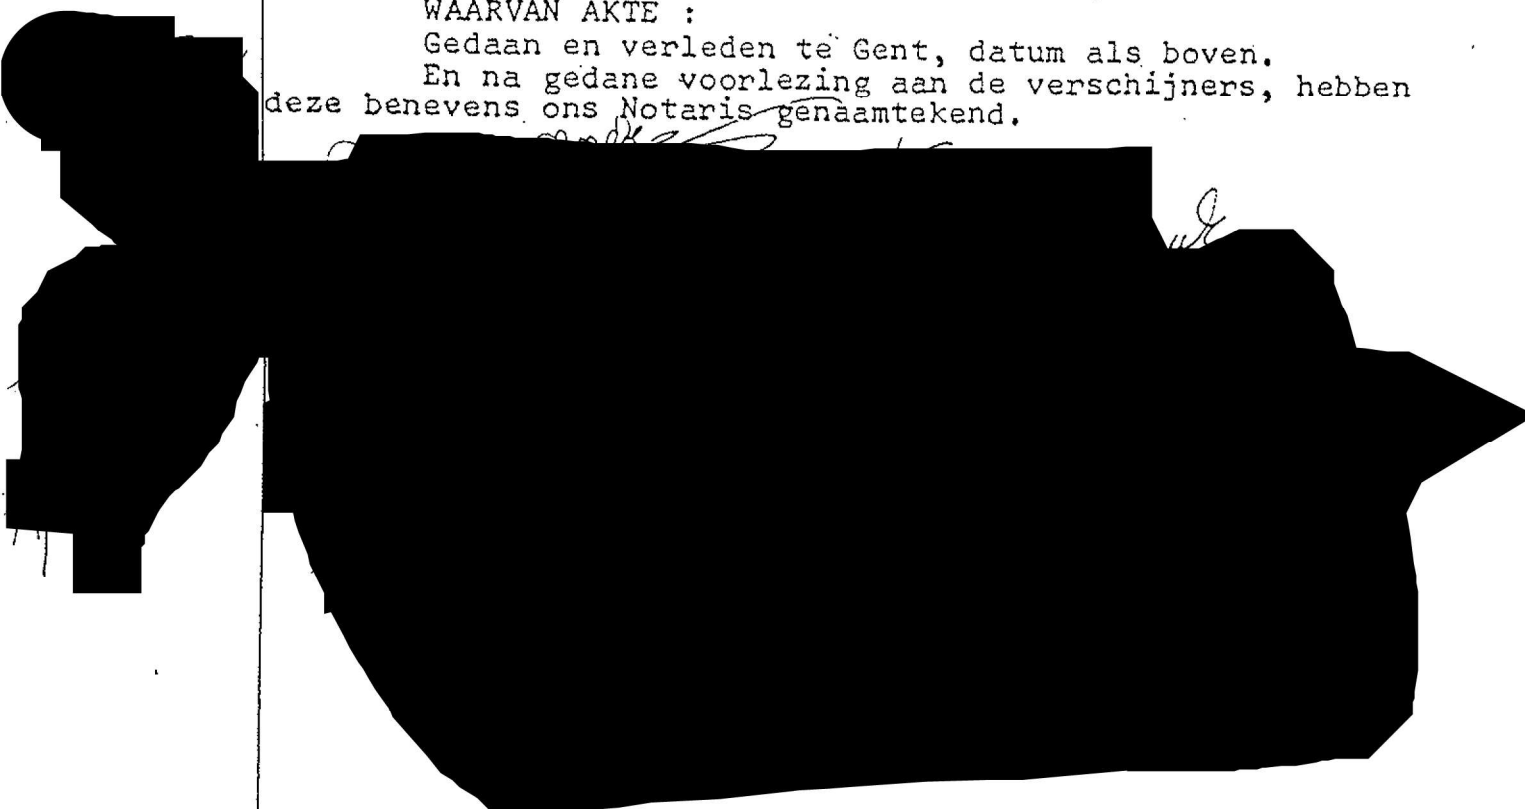 WAARVAN AKTE :
Gedaan en verleden te Gent, datum als boven.
En na gedane voorlezing aan de verschijners, hebben
deze benevens ons Notaris genaamtekend.